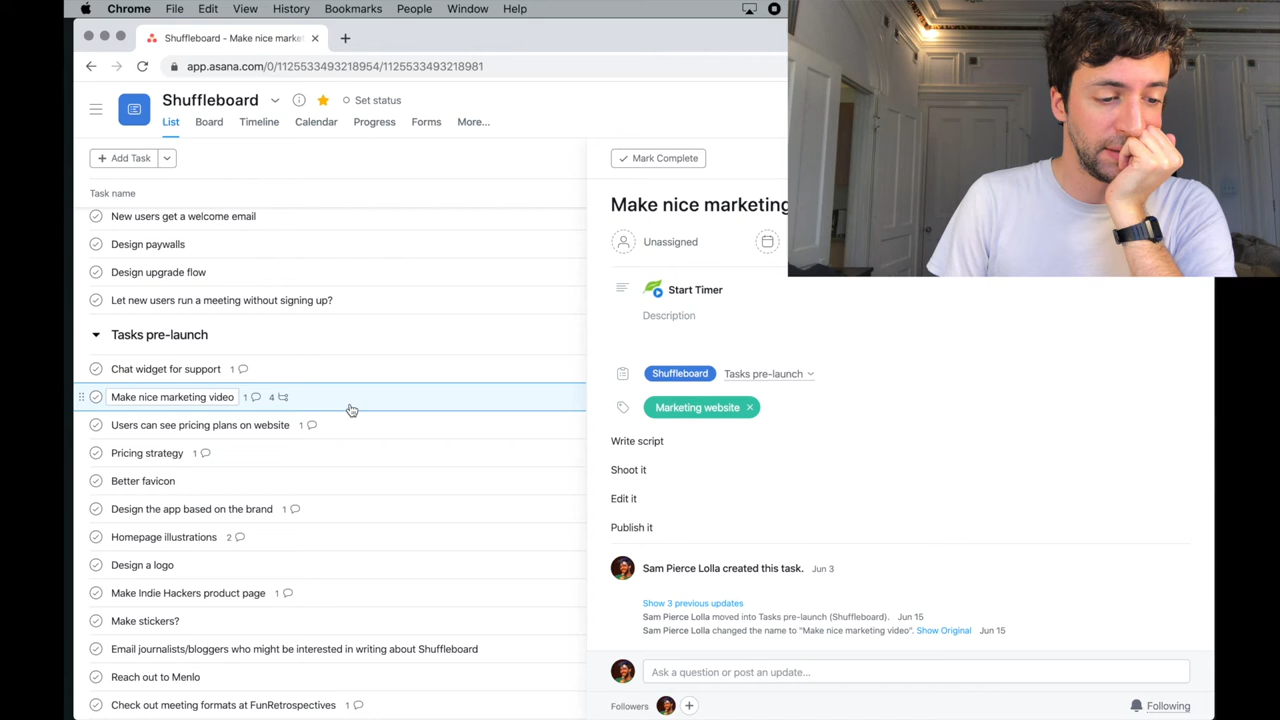 Chrome File Edit View History Bookmarks People Window Help
Shuffleboard - Make nice market
app.asana.com/0/1125533493218954/1125533493218981
Shuffleboard Set status
List Board Timeline Calendar Progress Forms More...
Add Task
Mark Complete
Task name
New users get a welcome email
Design paywalls
Design upgrade flow
Let new users run a meeting without signing up?
Tasks pre-launch
Chat widget for support 1
Make nice marketing video 1 4
Users can see pricing plans on website 1
Pricing strategy 1
Better favicon
Design the app based on the brand 1
Homepage illustrations 2
Design a logo
Make Indie Hackers product page 1
Make stickers?
Email journalists/bloggers who might be interested in writing about Shuffleboard
Reach out to Menlo
Check out meeting formats at FunRetrospectives 1
Make nice marketing
Unassigned
Start Timer
Description
Shuffleboard Tasks pre-launch
Marketing website ×
Write script
Shoot it
Edit it
Publish it
Sam Pierce Lolla created this task. Jun 3
Show 3 previous updates
Sam Pierce Lolla moved into Tasks pre-launch (Shuffleboard). Jun 15
Sam Pierce Lolla changed the name to "Make nice marketing video". Show Original Jun 15
Ask a question or post an update...
Followers Following